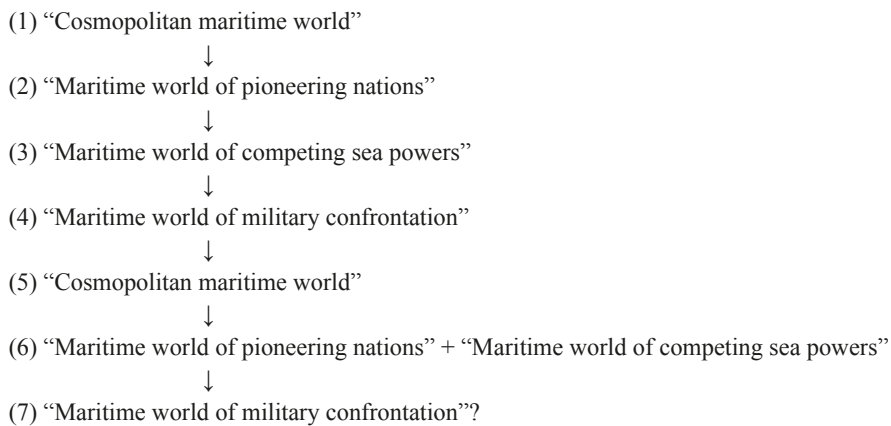 (1) “Cosmopolitan maritime world”
↓
(2) “Maritime world of pioneering nations”
↓
(3) “Maritime world of competing sea powers”
↓
(4) “Maritime world of military confrontation”
↓
(5) “Cosmopolitan maritime world”
↓
(6) “Maritime world of pioneering nations” + “Maritime world of competing sea powers”
↓
(7) “Maritime world of military confrontation”?